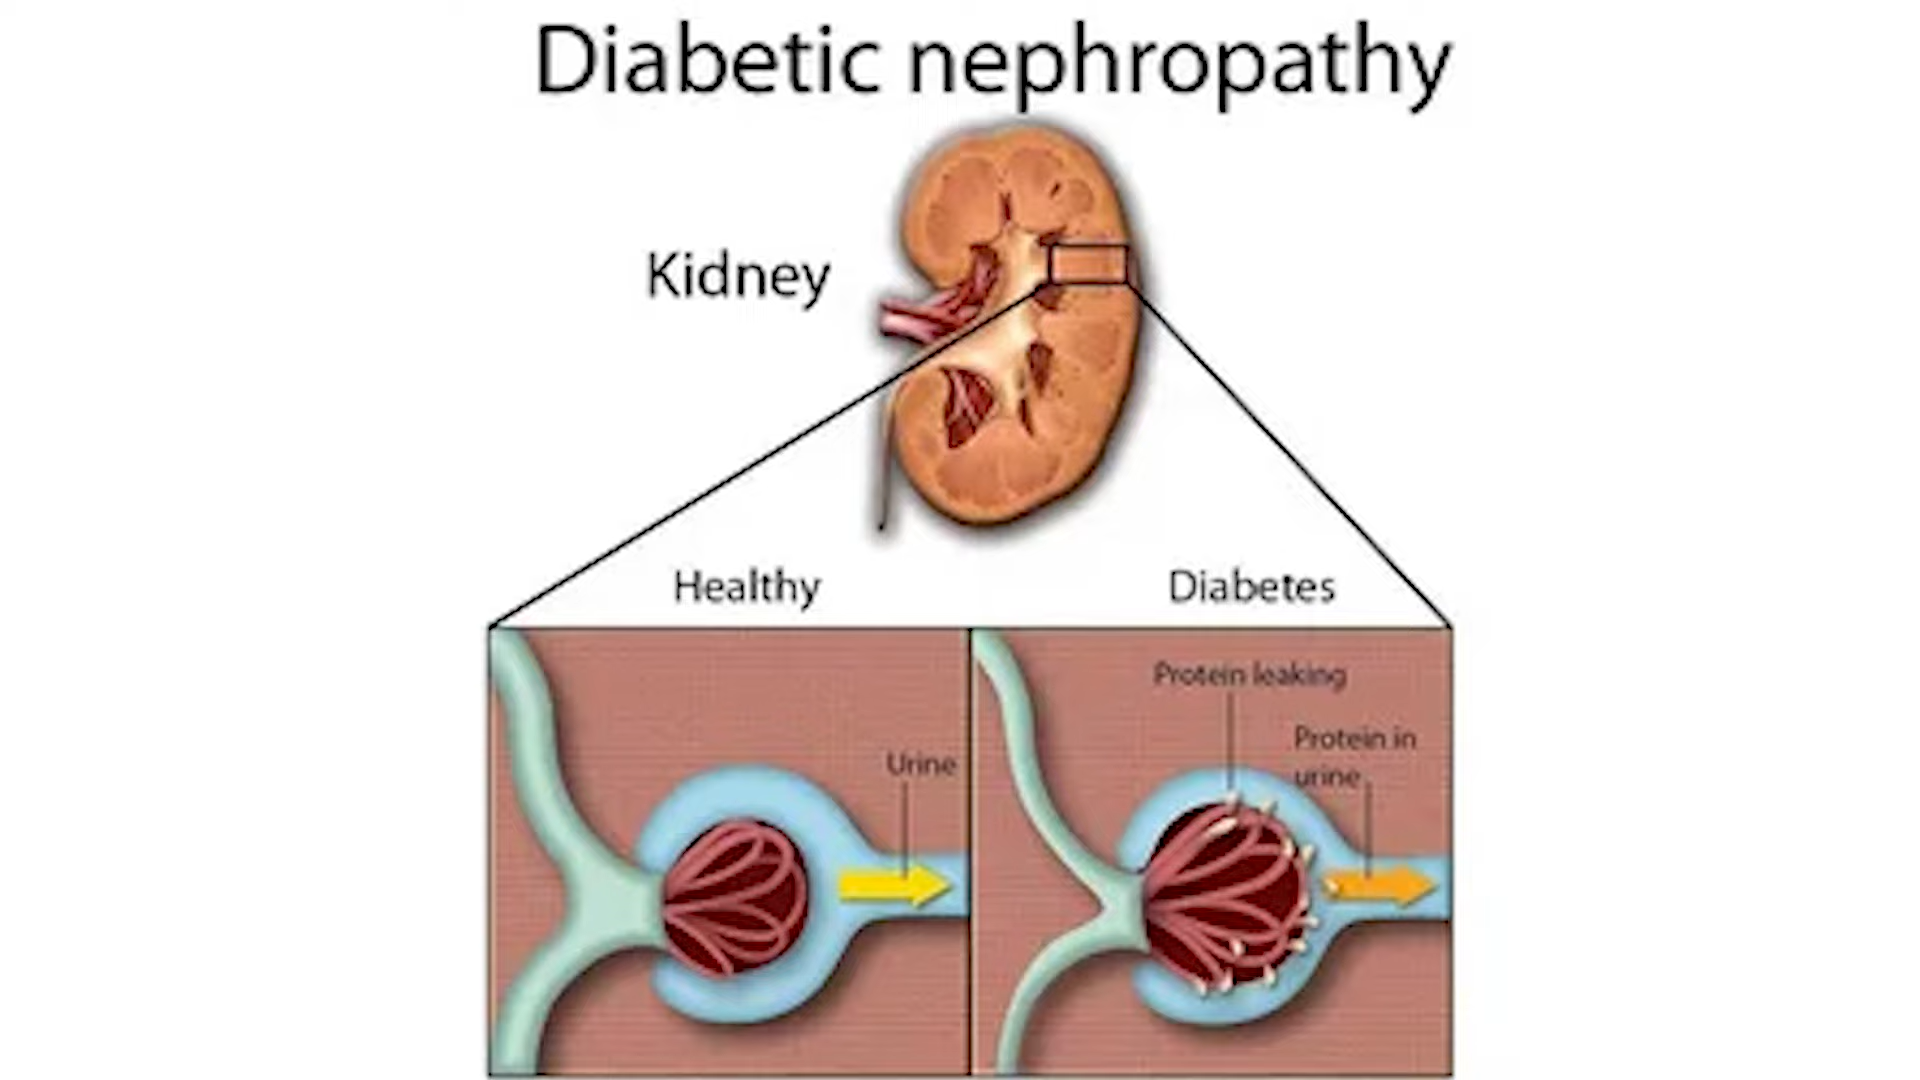 Diabetic nephropathy
Kidney
Healthy
Diabetes
Urine
Protein leaking
Protein in
urine